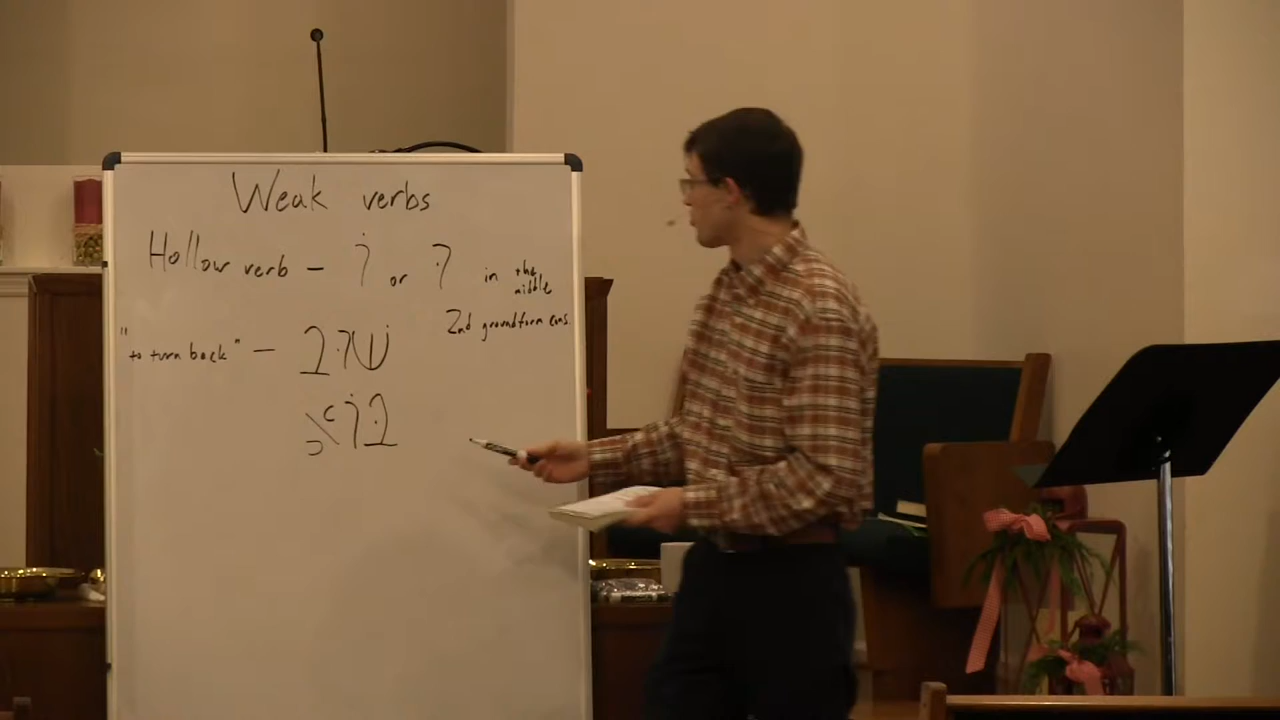 Weak verbs
Hollow verb – וֹ or וּ in the middle
2nd groundform cons.
"to turn back" – שׁוּב
בּוֹא